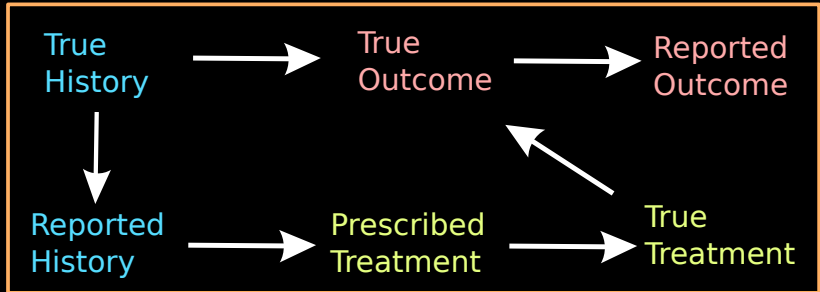 True
History
True
Outcome
Reported
Outcome
Reported
History
Prescribed
Treatment
True
Treatment